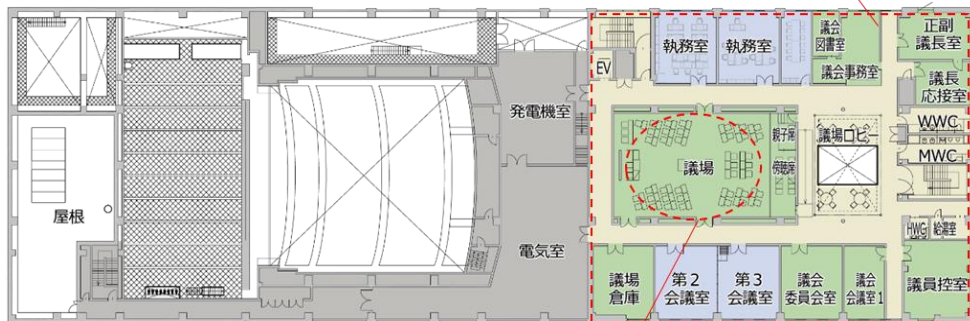 執務室
執務室
議会
図書室
議会事務室
正副
議長室
議長
応接室
EV
発電機室
議場
親子席
傍聴席
議場ロビー
WWC
MWC
屋根
電気室
HWC
給湯室
議場
倉庫
第２
会議室
第３
会議室
議会
委員会室
議会
会議室1
議員控室